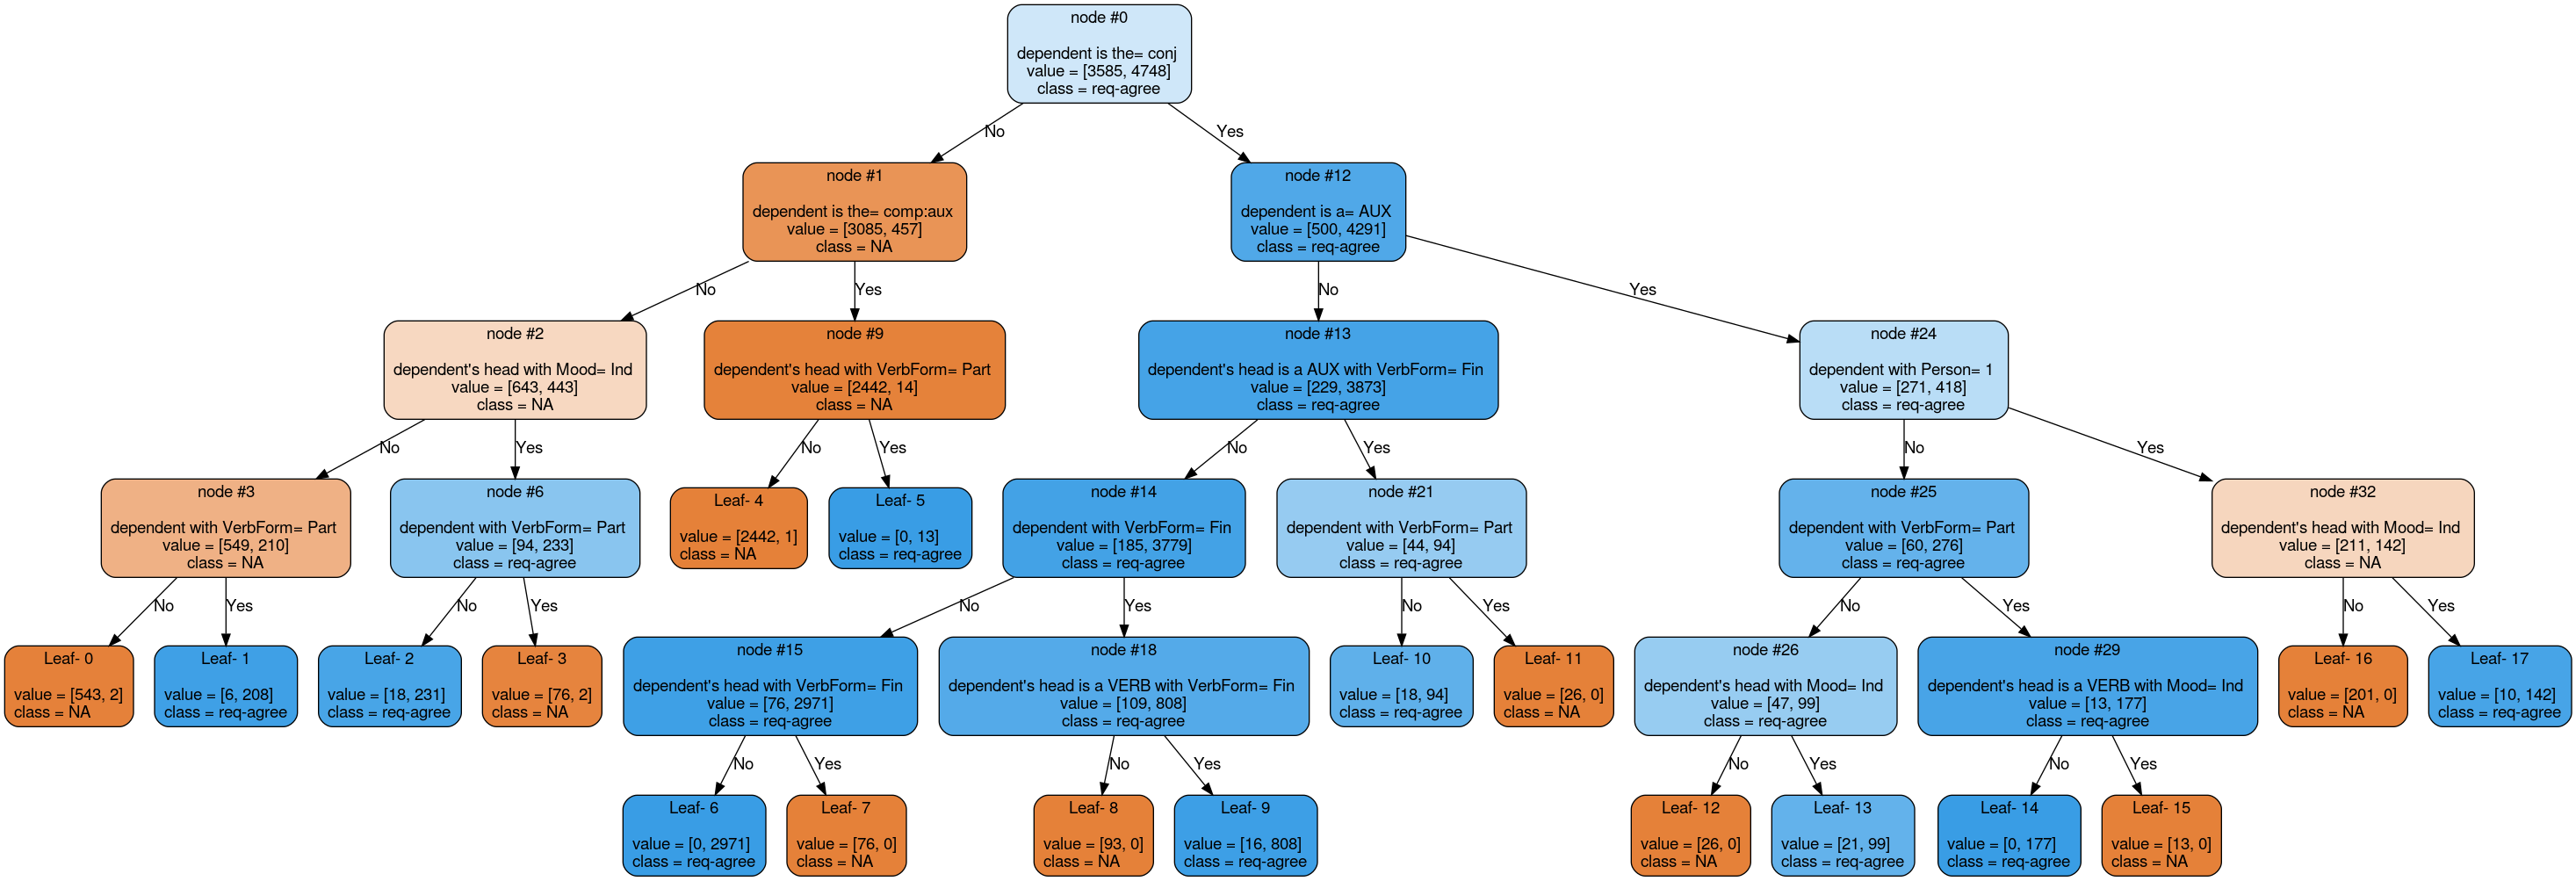 node #0
dependent is the= conj
value = [3585, 4748]
class = req-agree
No
Yes
node #1
dependent is the= comp:aux
value = [3085, 457]
class = NA
node #12
dependent is a= AUX
value = [500, 4291]
class = req-agree
No
Yes
No
Yes
node #2
dependent's head with Mood= Ind
value = [643, 443]
class = NA
node #9
dependent's head with VerbForm= Part
value = [2442, 14]
class = NA
node #13
dependent's head is a AUX with VerbForm= Fin
value = [229, 3873]
class = req-agree
node #24
dependent with Person= 1
value = [271, 418]
class = req-agree
No
Yes
No
Yes
No
Yes
No
Yes
node #3
dependent with VerbForm= Part
value = [549, 210]
class = NA
node #6
dependent with VerbForm= Part
value = [94, 233]
class = req-agree
Leaf- 4
value = [2442, 1]
class = NA
Leaf- 5
value = [0, 13]
class = req-agree
node #14
dependent with VerbForm= Fin
value = [185, 3779]
class = req-agree
node #21
dependent with VerbForm= Part
value = [44, 94]
class = req-agree
node #25
dependent with VerbForm= Part
value = [60, 276]
class = req-agree
node #32
dependent's head with Mood= Ind
value = [211, 142]
class = NA
No
Yes
No
Yes
No
Yes
No
Yes
No
Yes
No
Yes
Leaf- 0
value = [543, 2]
class = NA
Leaf- 1
value = [6, 208]
class = req-agree
Leaf- 2
value = [18, 231]
class = req-agree
Leaf- 3
value = [76, 2]
class = NA
node #15
dependent's head with VerbForm= Fin
value = [76, 2971]
class = req-agree
node #18
dependent's head is a VERB with VerbForm= Fin
value = [109, 808]
class = req-agree
Leaf- 10
value = [18, 94]
class = req-agree
Leaf- 11
value = [26, 0]
class = NA
node #26
dependent's head with Mood= Ind
value = [47, 99]
class = req-agree
node #29
dependent's head is a VERB with Mood= Ind
value = [13, 177]
class = req-agree
Leaf- 16
value = [201, 0]
class = NA
Leaf- 17
value = [10, 142]
class = req-agree
No
Yes
No
Yes
No
Yes
No
Yes
Leaf- 6
value = [0, 2971]
class = req-agree
Leaf- 7
value = [76, 0]
class = NA
Leaf- 8
value = [93, 0]
class = NA
Leaf- 9
value = [16, 808]
class = req-agree
Leaf- 12
value = [26, 0]
class = NA
Leaf- 13
value = [21, 99]
class = req-agree
Leaf- 14
value = [0, 177]
class = req-agree
Leaf- 15
value = [13, 0]
class = NA